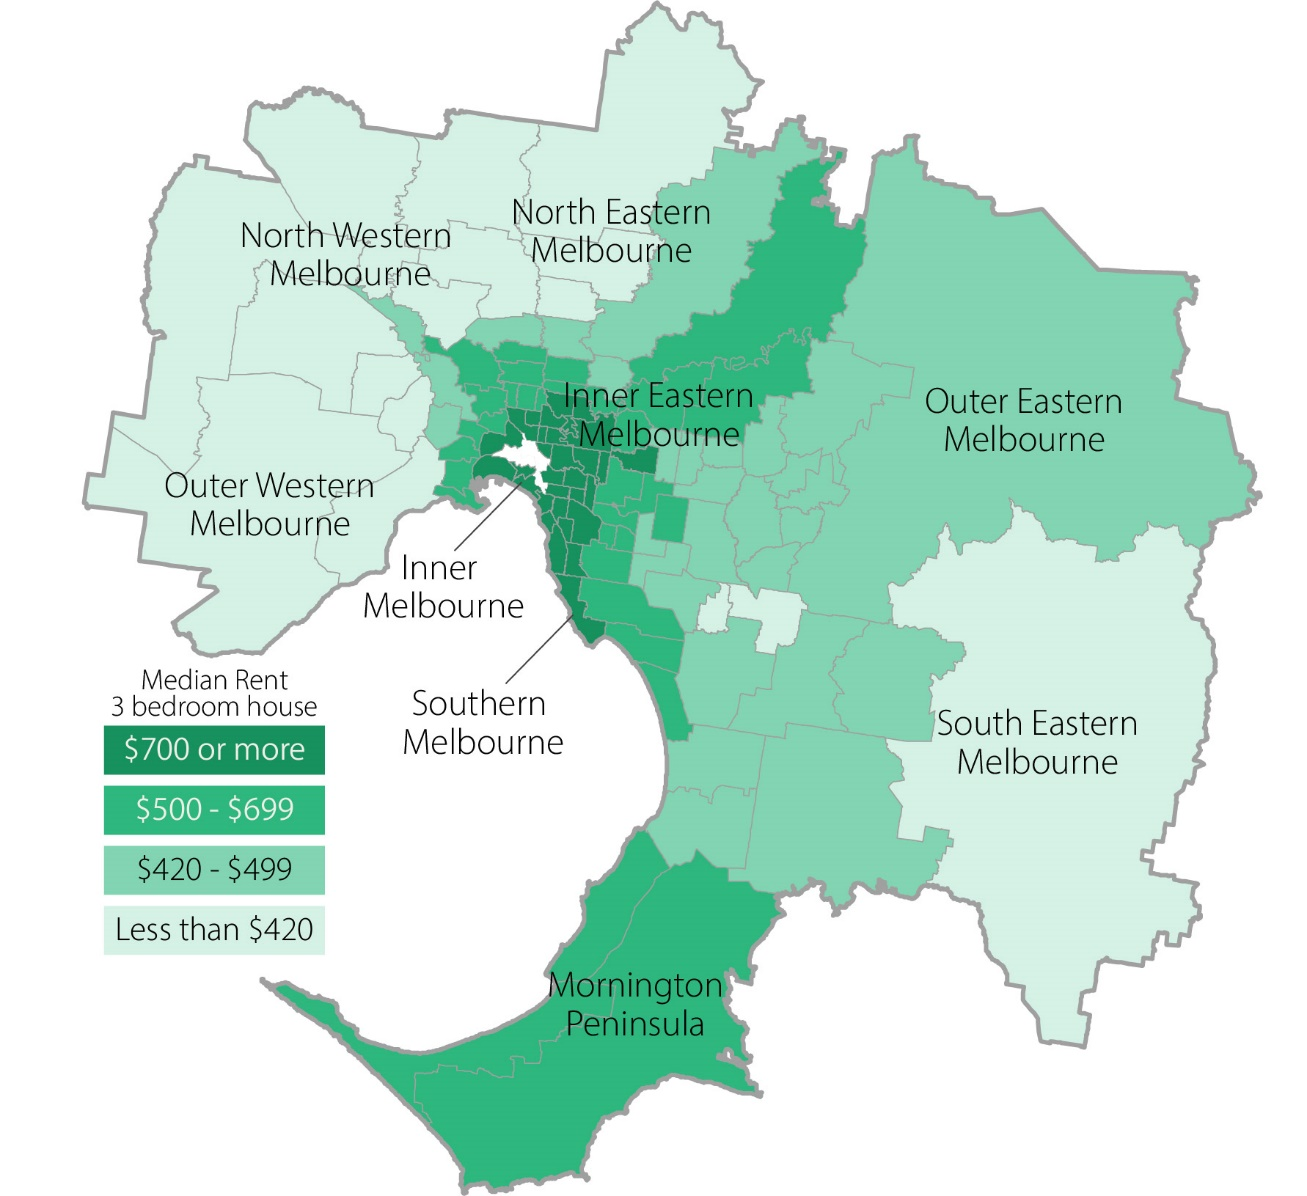 North Eastern
Melbourne
North Western
Melbourne
Inner Eastern
Melbourne
Outer Eastern
Melbourne
Outer Western
Melbourne
Inner
Melbourne
Southern
Melbourne
South Eastern
Melbourne
Median Rent
3 bedroom house
$700 or more
$500 - $699
$420 - $499
Less than $420
Mornington
Peninsula